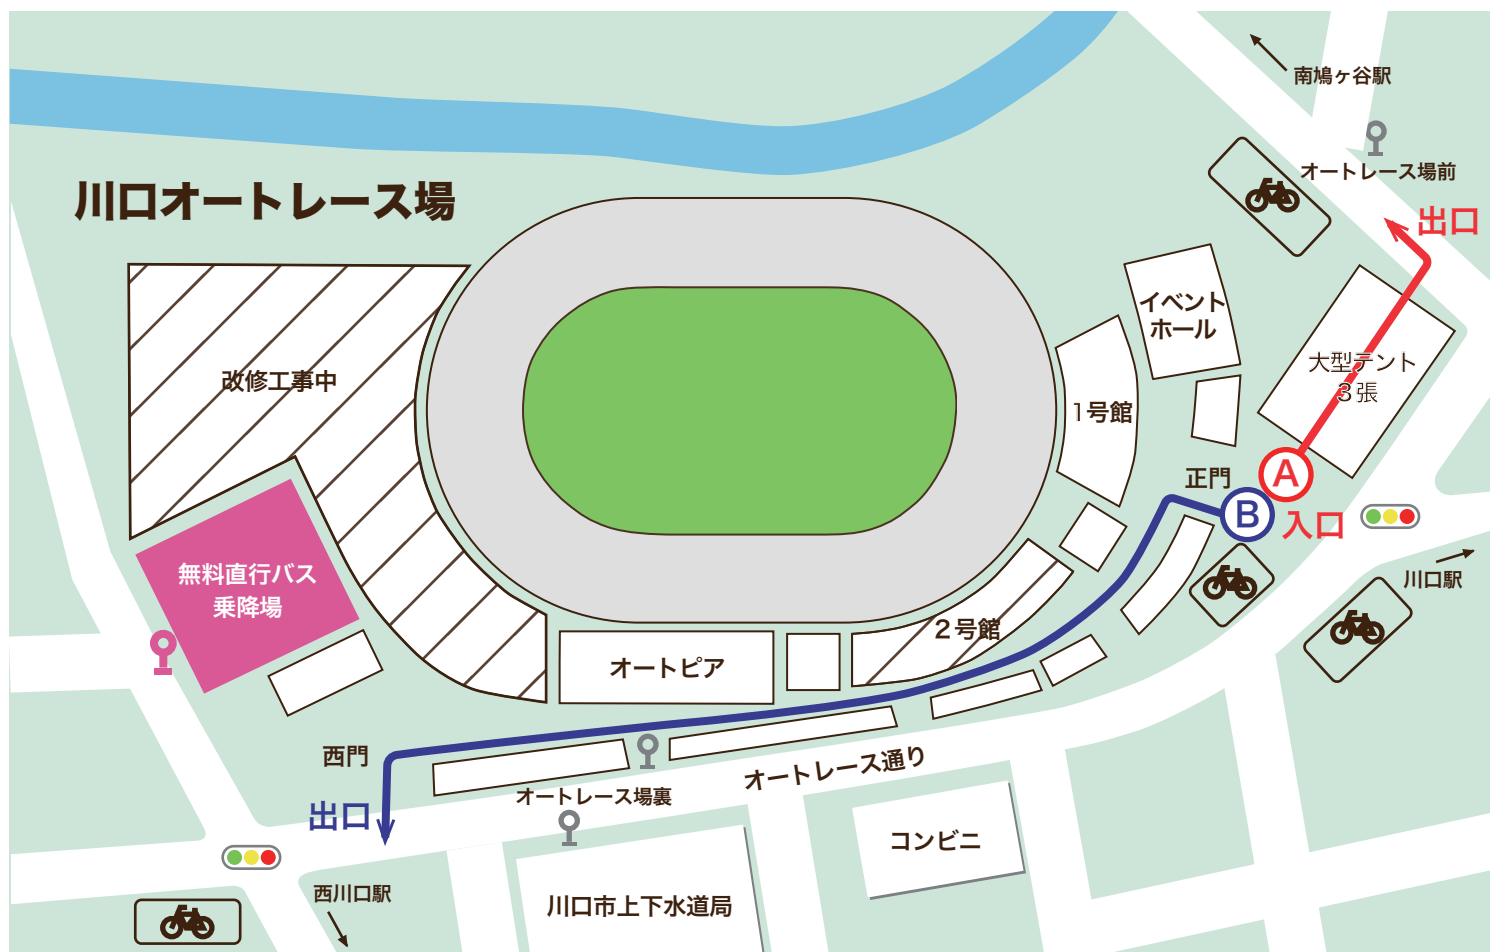 南鳩ヶ谷駅
オートレース場前
川口オートレース場
出口
イベント
ホール
大型テント
３張
改修工事中
1号館
正門
A
B
入口
川口駅
無料直行バス
乗降場
２号館
オートピア
西門
オートレース通り
オートレース場裏
出口
コンビニ
西川口駅
川口市上下水道局